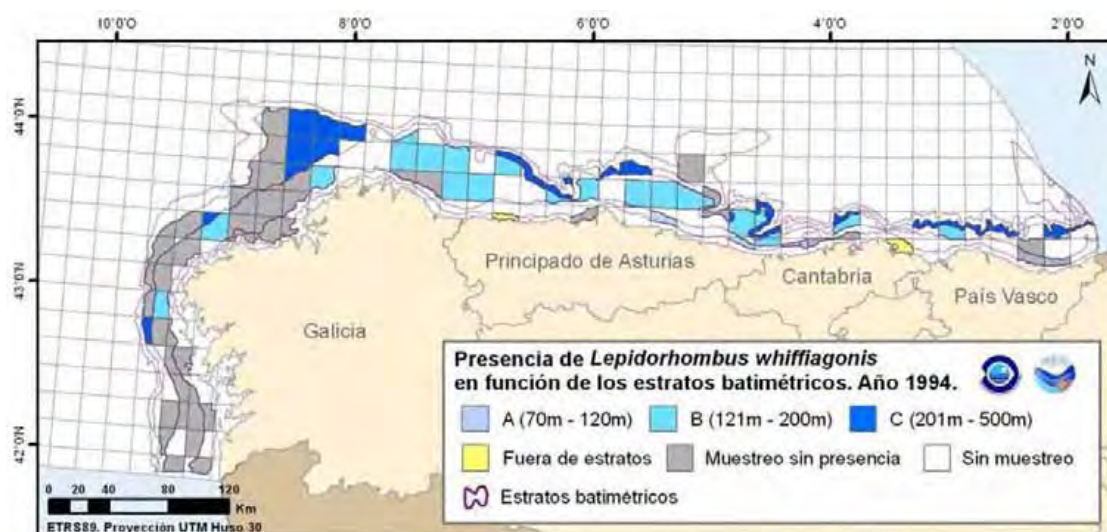 10°0'O 8°0'O 6°0'O 4°0'O 2°0'O
N
44°0'N
43°0'N
42°0'N
Principado de Asturias
Cantabria
País Vasco
Galicia
Presencia de Lepidorhombus whiffiagonis
en función de los estratos batimétricos. Año 1994.
A (70m - 120m) B (121m - 200m) C (201m - 500m)
Fuera de estratos Muestreo sin presencia Sin muestreo
Estratos batimétricos
0 20 40 80 120
Km
ETRS89. Proyección UTM Huso 30